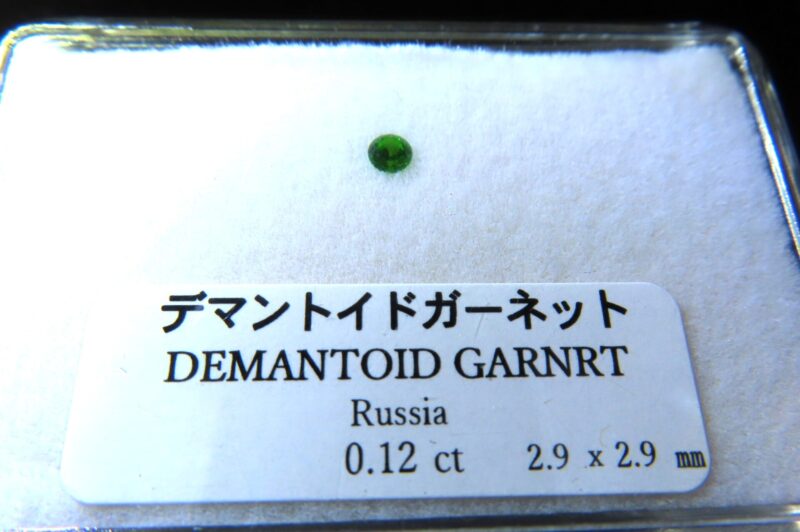 デマントイドガーネット
DEMANTOID GARNRT
Russia
0.12 ct 2.9 x 2.9 ㎜